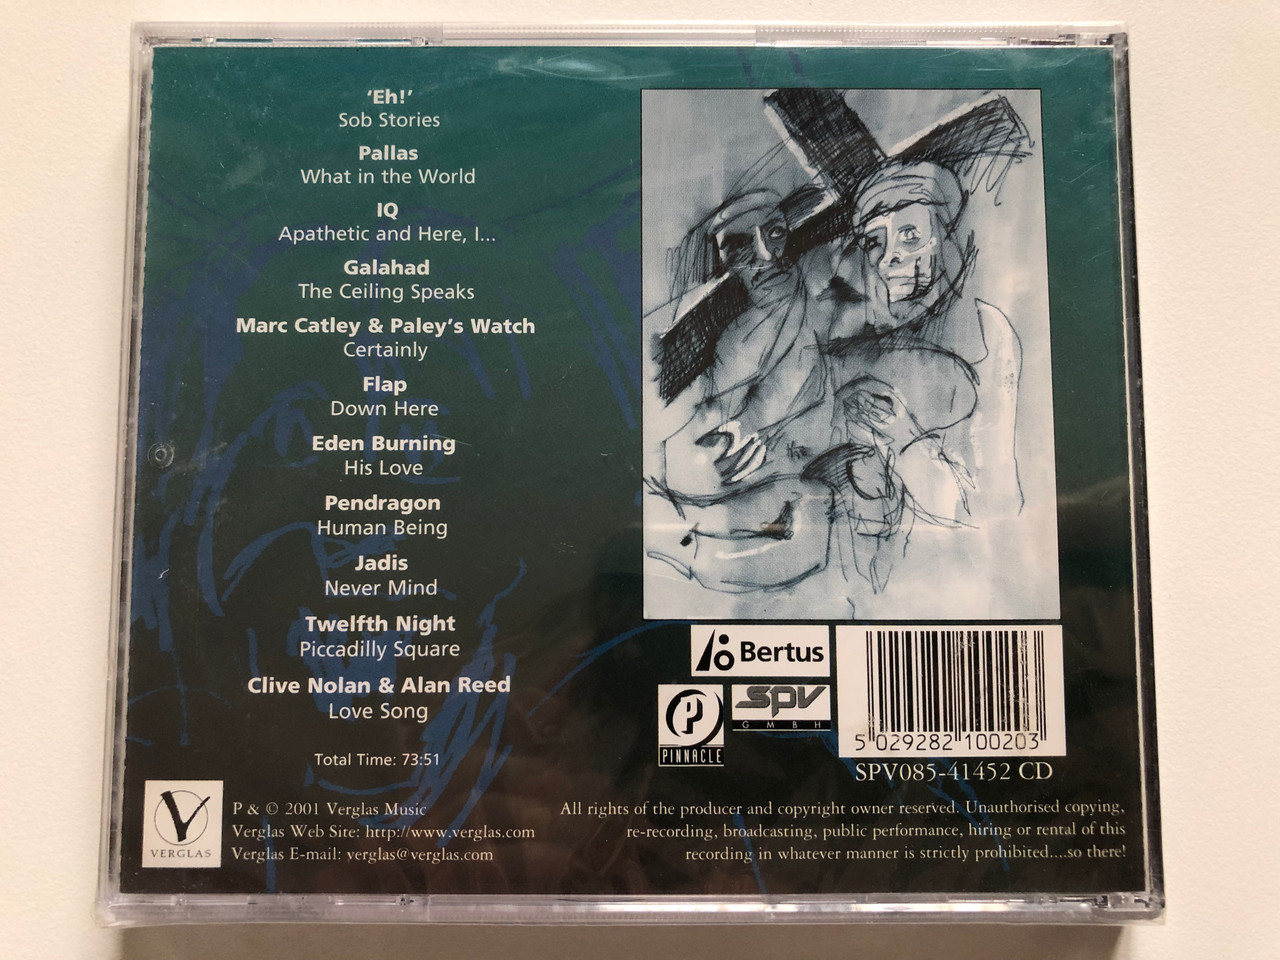 ‘Eh!’
Sob Stories
Pallas
What in the World
IQ
Apathetic and Here, I...
Galahad
The Ceiling Speaks
Marc Catley & Paley’s Watch
Certainly
Flap
Down Here
Eden Burning
His Love
Pendragon
Human Being
Jadis
Never Mind
Twelfth Night
Piccadilly Square
Clive Nolan & Alan Reed
Love Song
Total Time: 73:51
VERGLAS
P & © 2001 Verglas Music
Verglas Web Site: http://www.verglas.com
Verglas E-mail: verglas@verglas.com
Bertus
PINNACLE
SPV
GMBH
5 029282 100203
SPV085-41452 CD
All rights of the producer and copyright owner reserved. Unauthorised copying,
re-recording, broadcasting, public performance, hiring or rental of this
recording in whatever manner is strictly prohibited....so there!